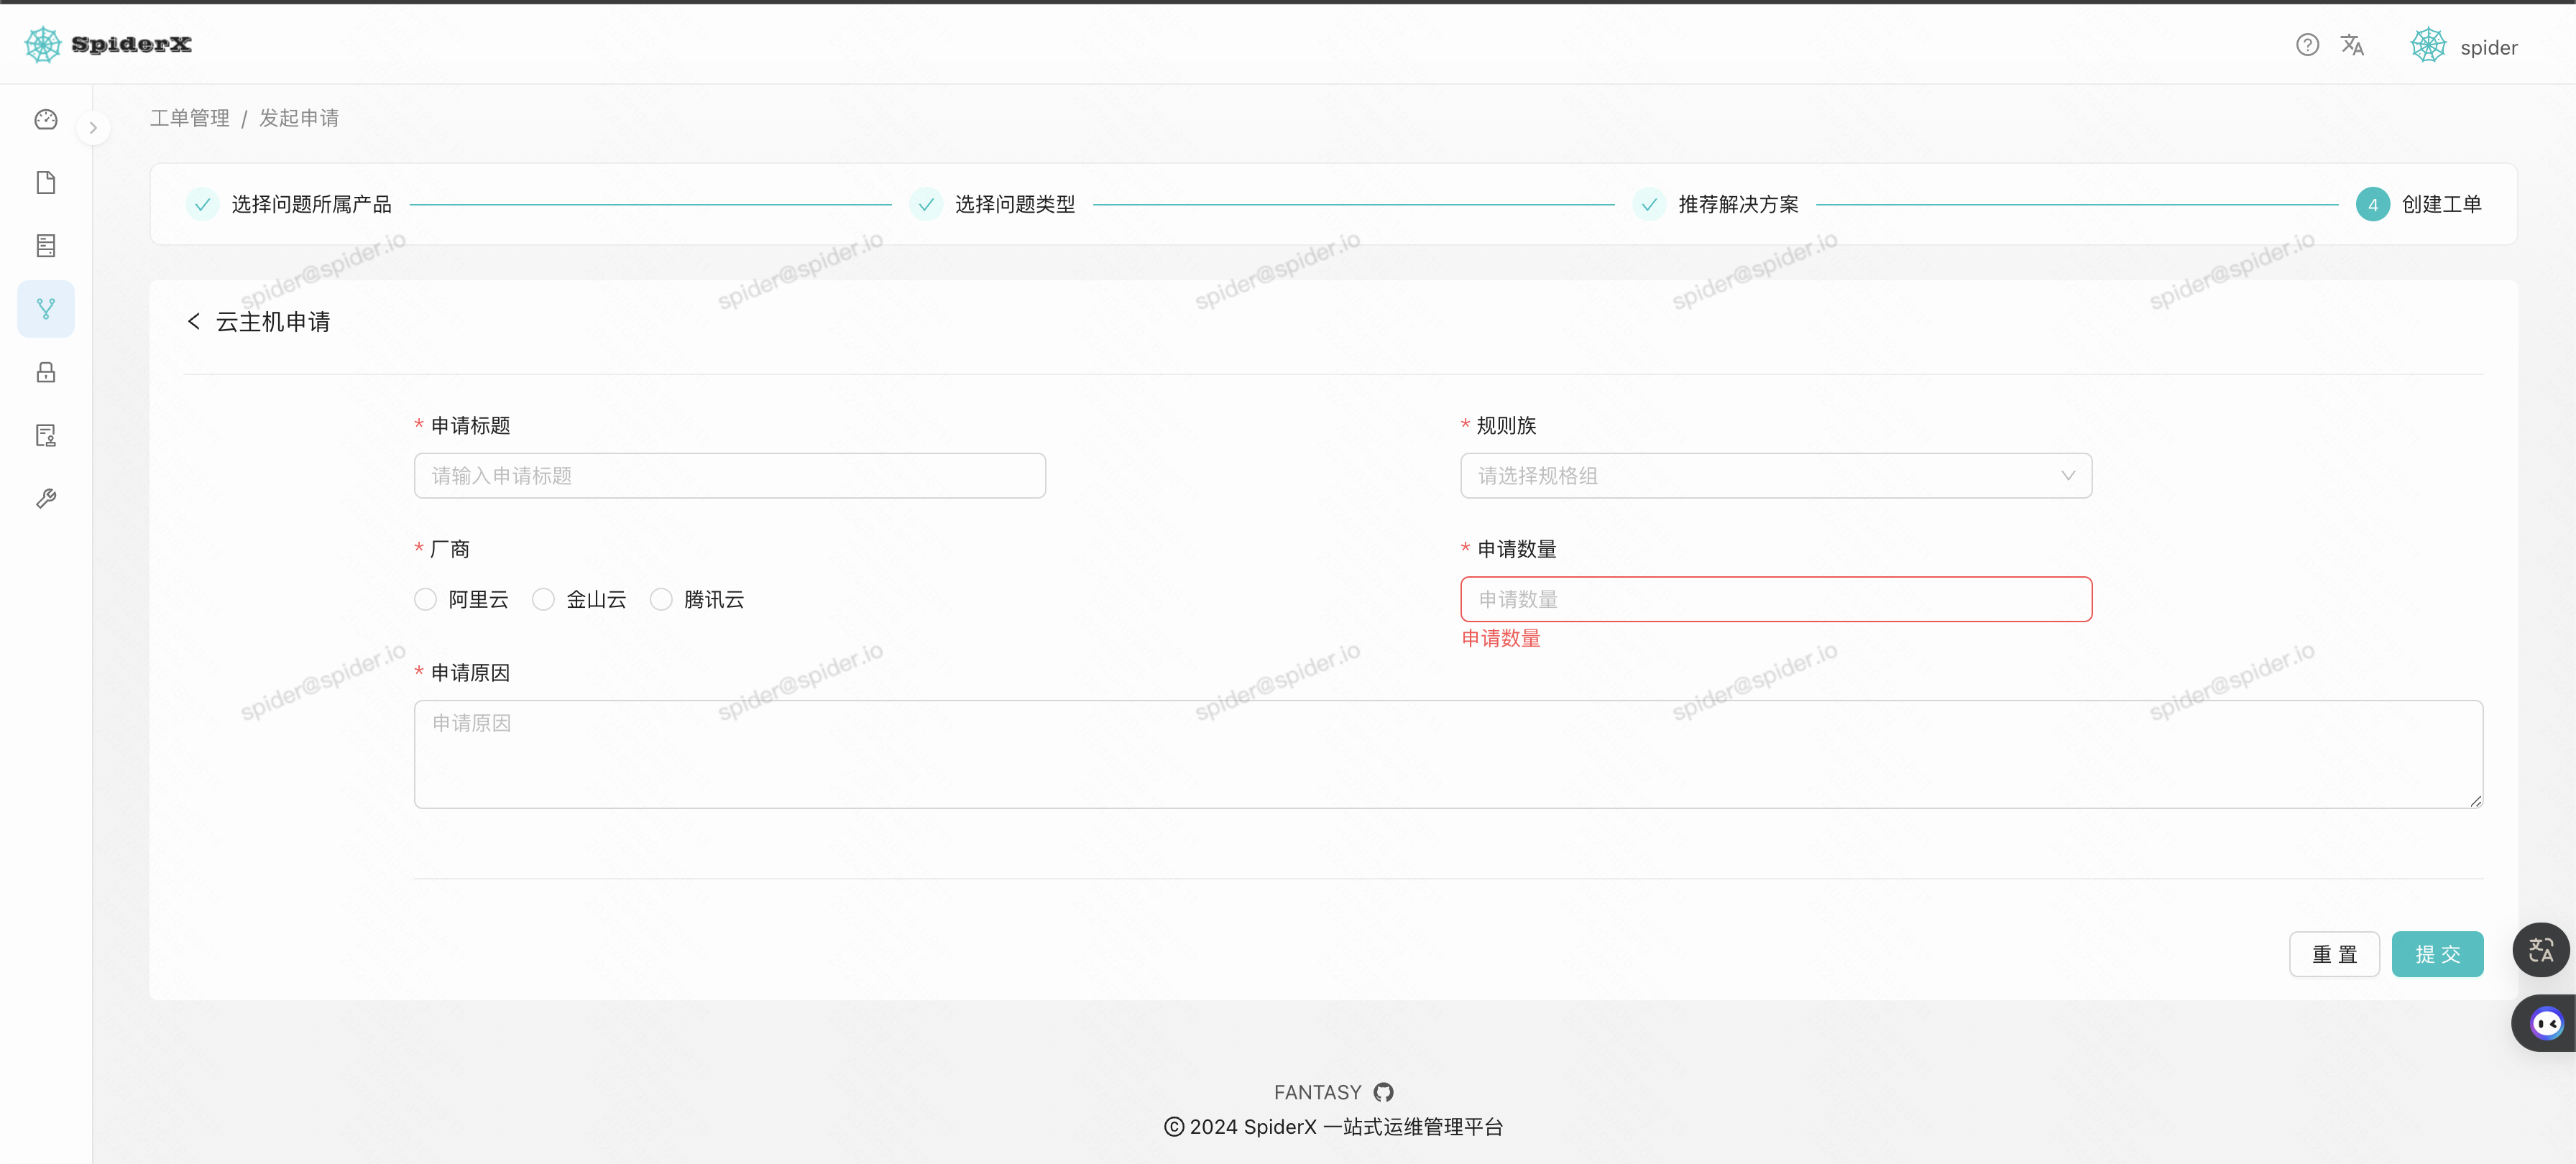 SpiderX
spider
工单管理 / 发起申请
选择问题所属产品
选择问题类型
推荐解决方案
4 创建工单
spider@spider.io spider@spider.io spider@spider.io spider@spider.io spider@spider.io
云主机申请
* 申请标题
* 规则族
请输入申请标题
请选择规格组
* 厂商
* 申请数量
阿里云 金山云 腾讯云
申请数量
申请数量
* 申请原因
spider@spider.io spider@spider.io spider@spider.io spider@spider.io spider@spider.io
申请原因
重 置
提 交
FANTASY
© 2024 SpiderX 一站式运维管理平台